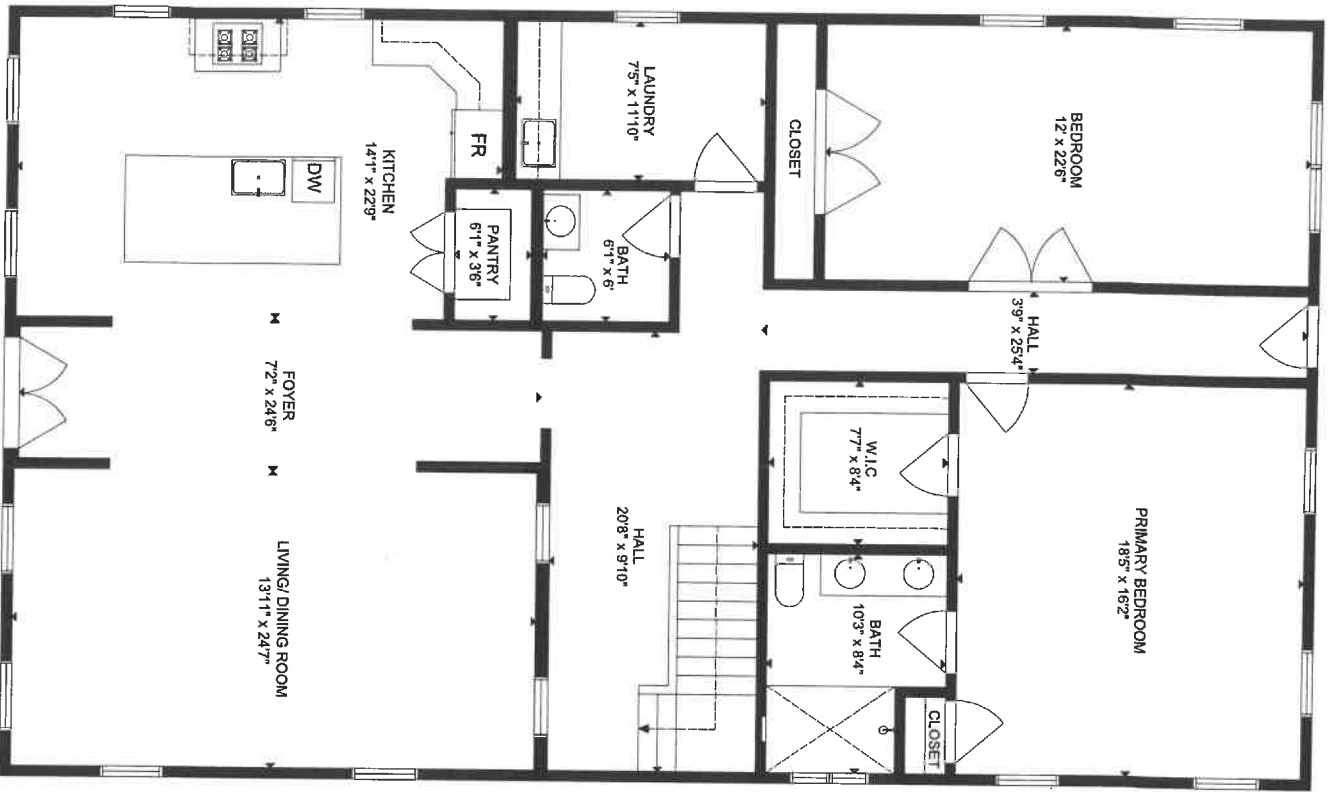 PRIMARY BEDROOM
18'5" x 16'2"
BEDROOM
12' x 22'6"
HALL
3'9" x 25'4"
CLOSET
W.I.C
7'7" x 8'4"
BATH
10'3" x 8'4"
CLOSET
LAUNDRY
7'5" x 11'10"
HALL
20'8" x 9'10"
BATH
6'1" x 6'
PANTRY
6'1" x 3'6"
FR
KITCHEN
14'1" x 22'9"
DW
FOYER
7'2" x 24'6"
LIVING/ DINING ROOM
13'11" x 24'7"